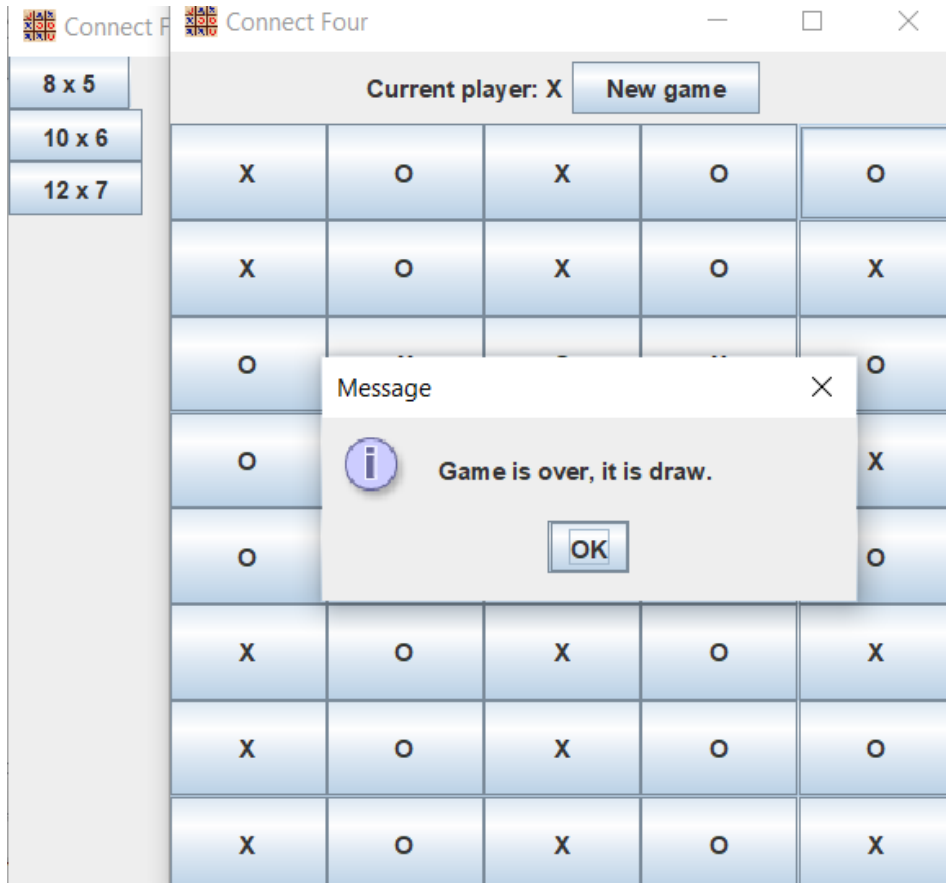 Connect F
Connect Four
8 x 5
10 x 6
12 x 7
Current player: X New game
X O X O O
X O X O X
O O
Message
Game is over, it is draw.
OK
O X
O O
X O X O X
X O X O O
X O X O X